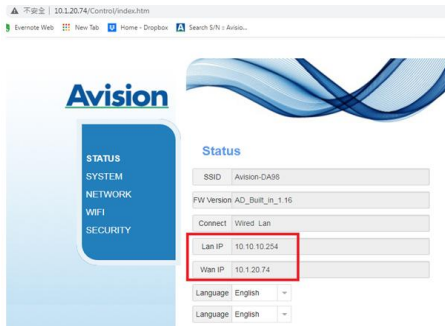 不安全 | 10.1.20.74/Control/index.htm
Evernote Web New Tab Home - Dropbox Search S/N :: Avisio...
Avision
STATUS
SYSTEM
NETWORK
WIFI
SECURITY
Status
SSID Avision-DA98
FW Version AD_Built_in_1.16
Connect Wired Lan
Lan IP 10.10.10.254
Wan IP 10.1.20.74
Language English
Language English